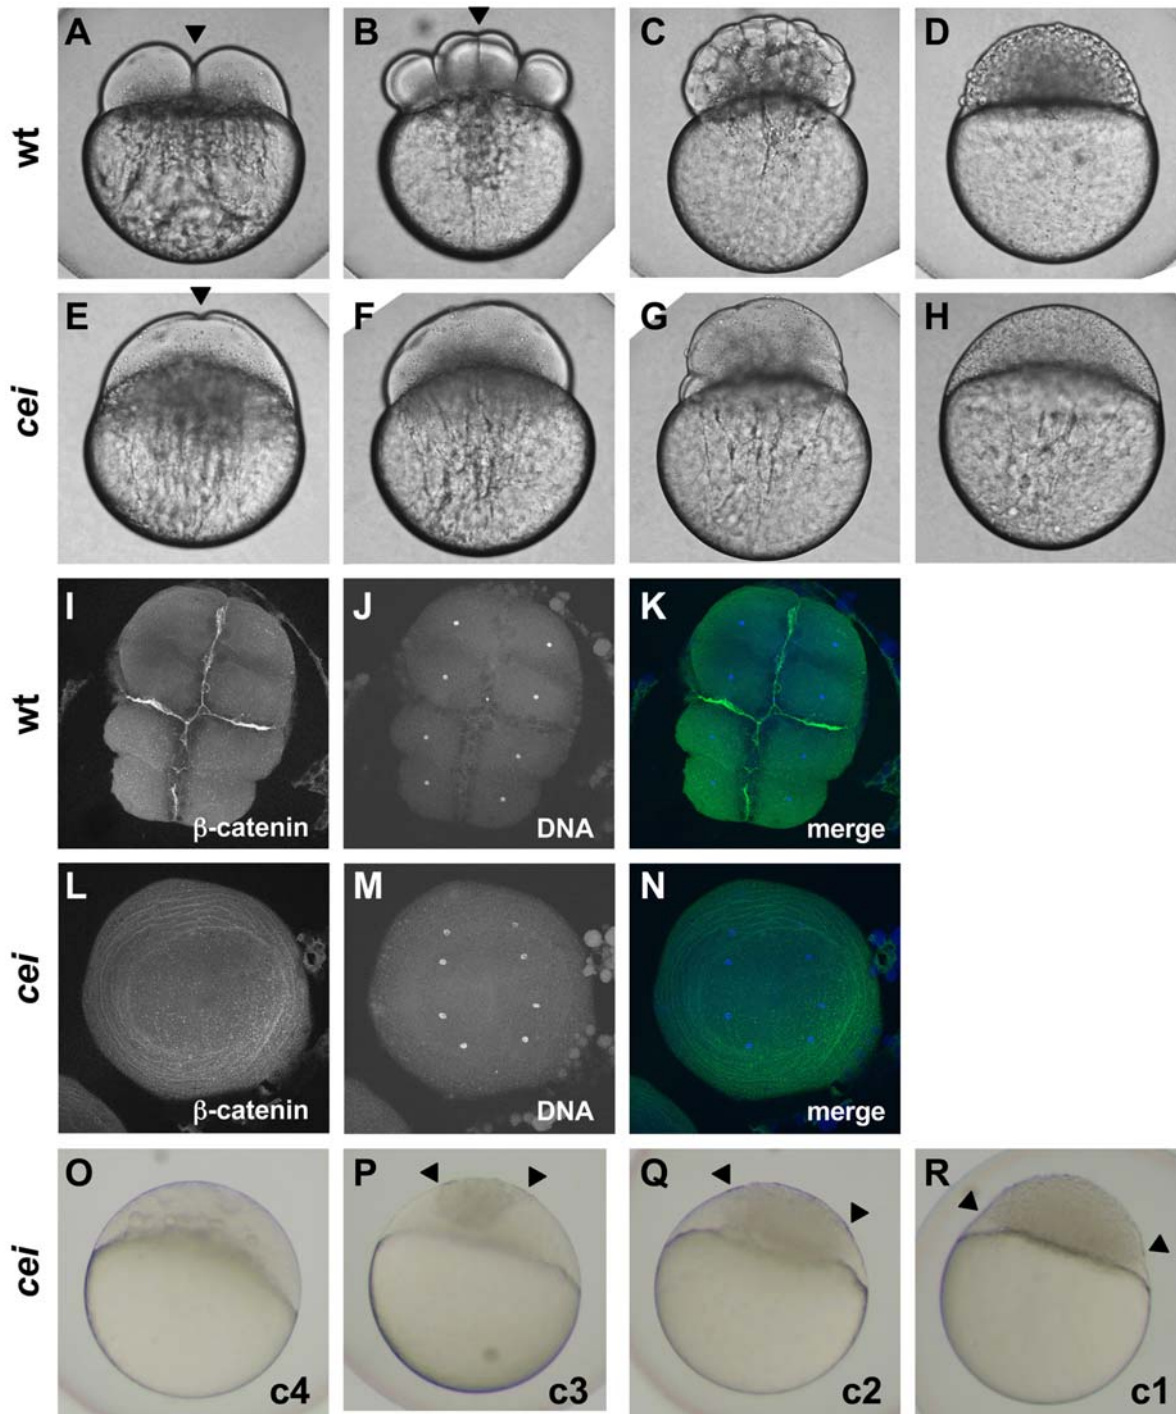 A B C D
wt
E F G H
cei
I J K
wt
β-catenin DNA merge
L M N
cei
β-catenin DNA merge
O P Q R
cei
c4 c3 c2 c1